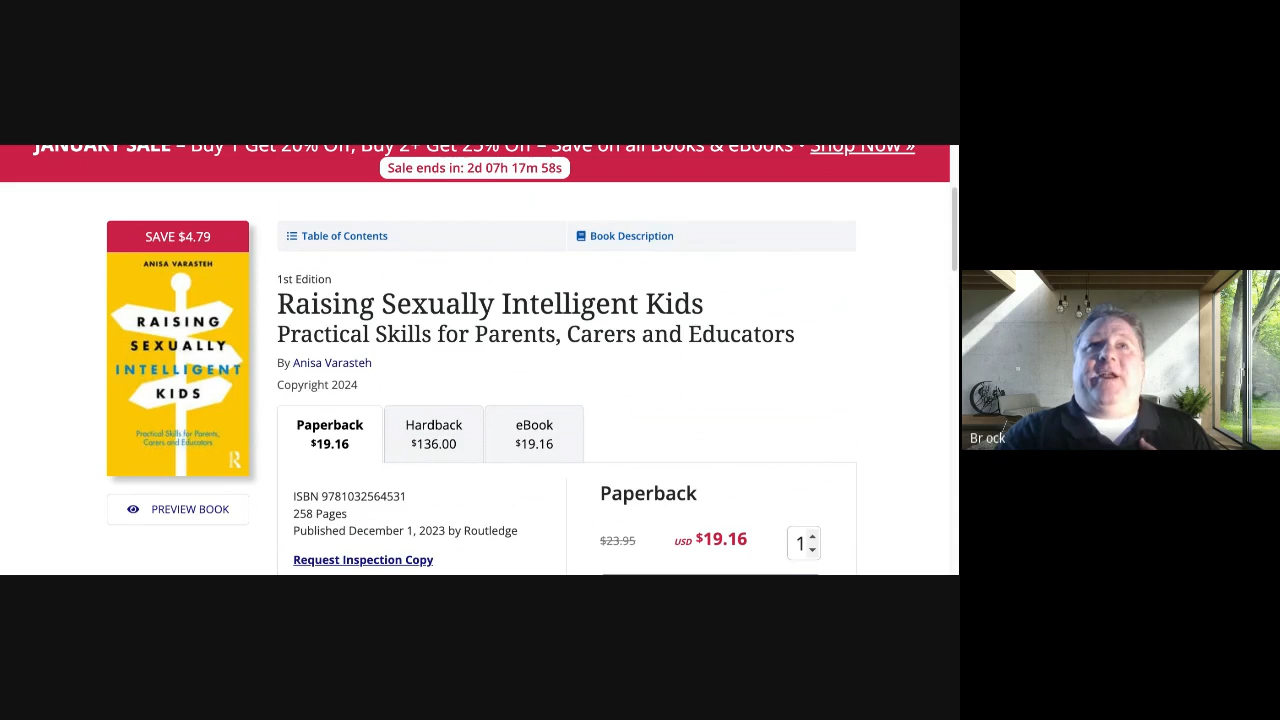 JANUARY SALE – Buy 1 Get 20% Off, Buy 2+ Get 25% Off – Save on all Books & eBooks • Shop Now »
Sale ends in: 2d 07h 17m 58s
SAVE $4.79
ANISA VARASTEH
RAISING
SEXUALLY
INTELLIGENT
KIDS
Practical Skills for Parents,
Carers and Educators
R
PREVIEW BOOK
Table of Contents
Book Description
1st Edition
Raising Sexually Intelligent Kids
Practical Skills for Parents, Carers and Educators
By Anisa Varasteh
Copyright 2024
Paperback
$19.16
Hardback
$136.00
eBook
$19.16
ISBN 9781032564531
258 Pages
Published December 1, 2023 by Routledge
Request Inspection Copy
Paperback
$23.95 USD $19.16 1
Br ock